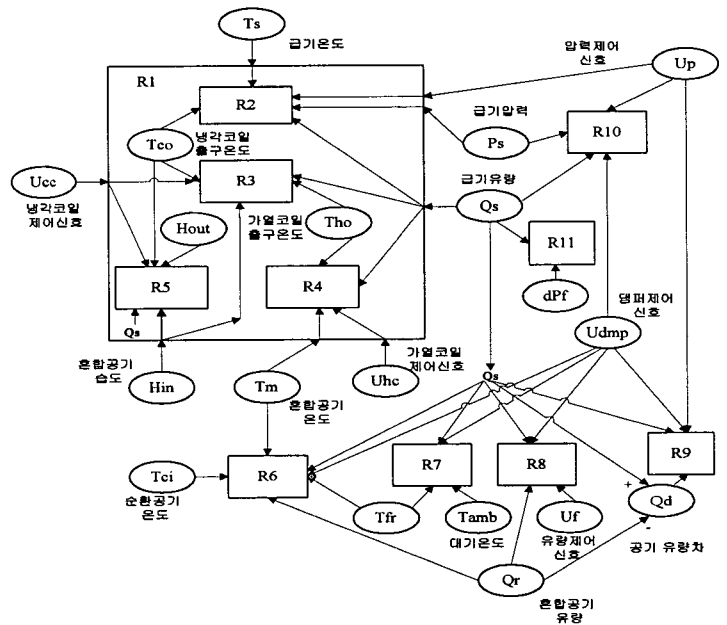 Ts
급기온도
R1
R2
압력제어
신호
Up
Tco
냉각코일
출구온도
급기압력
Ps
R10
R3
Ucc
냉각코일
제어신호
급기유량
Qs
Hout
가열코일
출구온도
Tho
R11
R5
R4
dPf
댐퍼제어
신호
Qs
Udmp
혼합공기
습도
Hin
Tm
혼합공기
온도
가열코일
제어신호
Uhc
Qs
R7
R8
R9
Tci
순환공기
온도
R6
+
Qd
-
Tfr
Tamb
대기온도
Uf
유량제어
신호
공기 유량차
Qr
혼합공기
유량